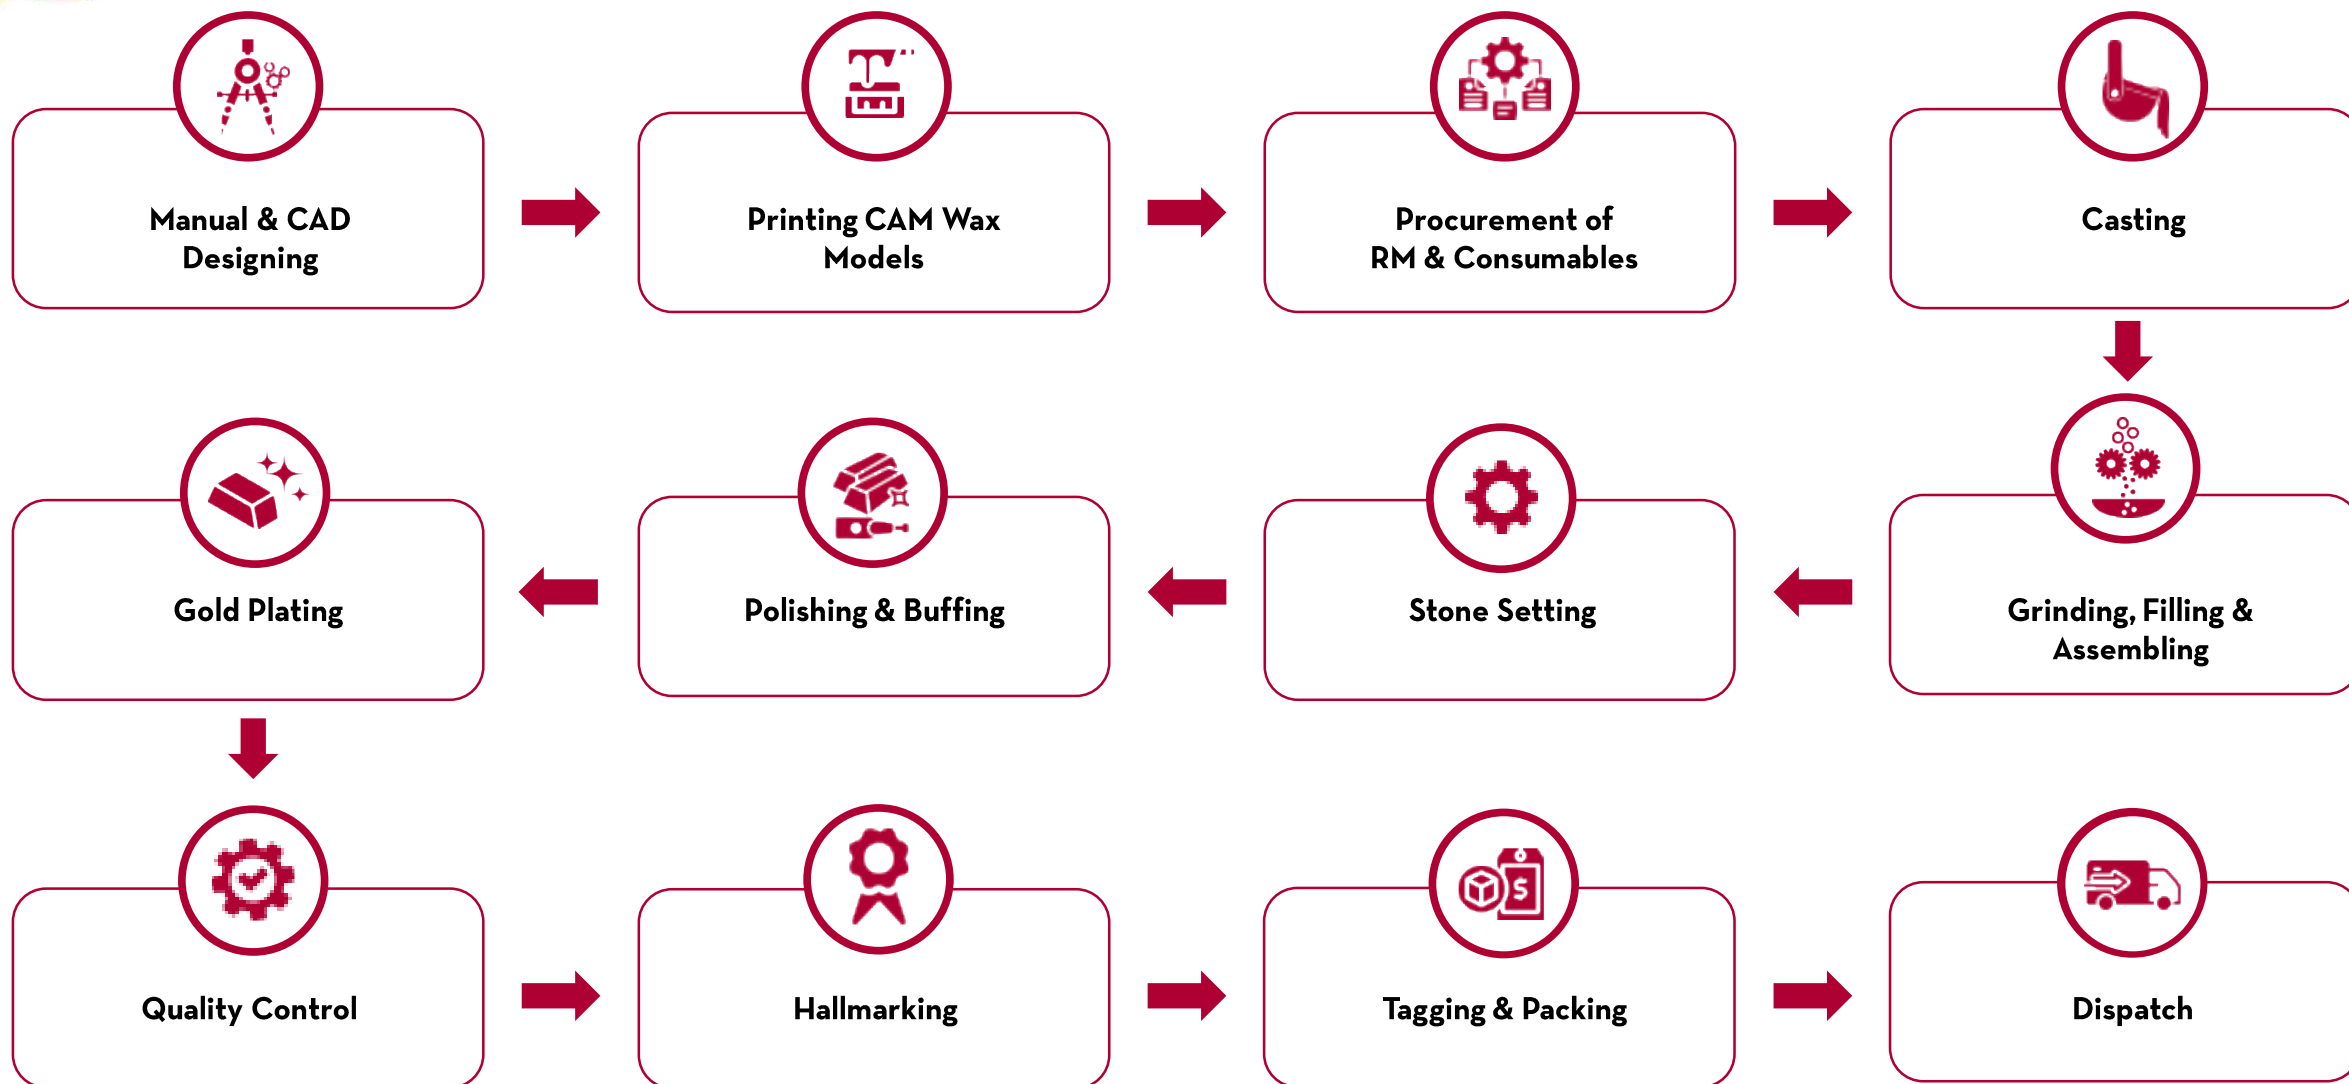 Manual & CAD
Designing
Printing CAM Wax
Models
Procurement of
RM & Consumables
Casting
Grinding, Filling &
Assembling
Stone Setting
Polishing & Buffing
Gold Plating
Quality Control
Hallmarking
Tagging & Packing
Dispatch